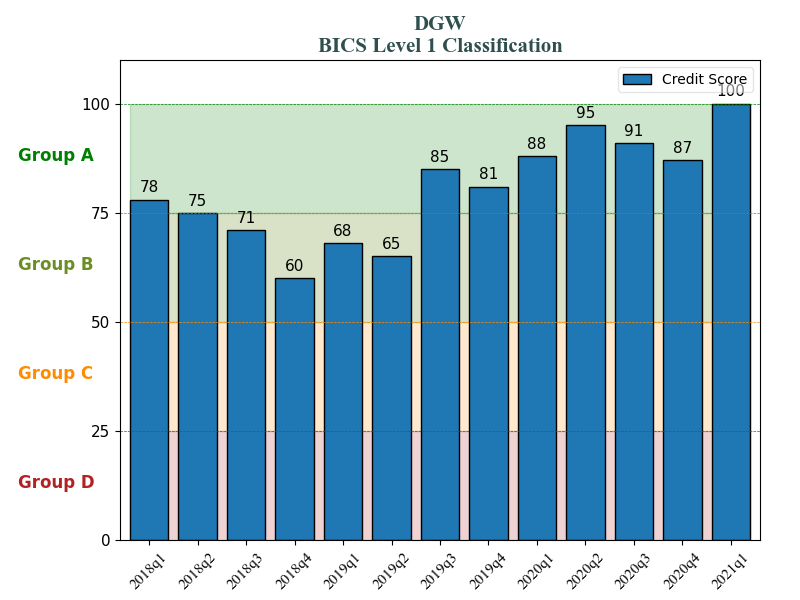 DGW
BICS Level 1 Classification
Credit Score
100
75
50
25
0
Group A
Group B
Group C
Group D
78
75
71
60
68
65
85
81
88
95
91
87
100
2018q1
2018q2
2018q3
2018q4
2019q1
2019q2
2019q3
2019q4
2020q1
2020q2
2020q3
2020q4
2021q1